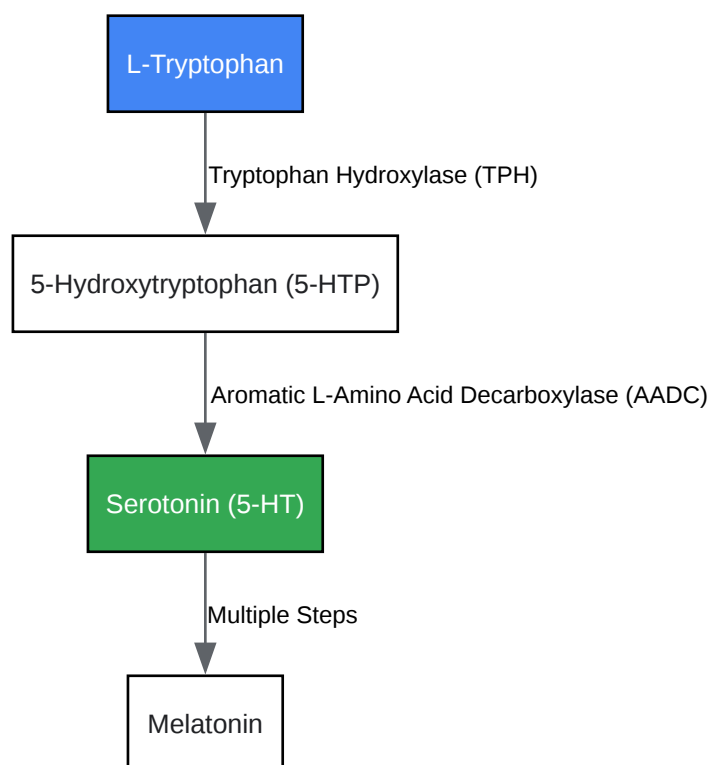 L-Tryptophan
Tryptophan Hydroxylase (TPH)
5-Hydroxytryptophan (5-HTP)
Aromatic L-Amino Acid Decarboxylase (AADC)
Serotonin (5-HT)
Multiple Steps
Melatonin